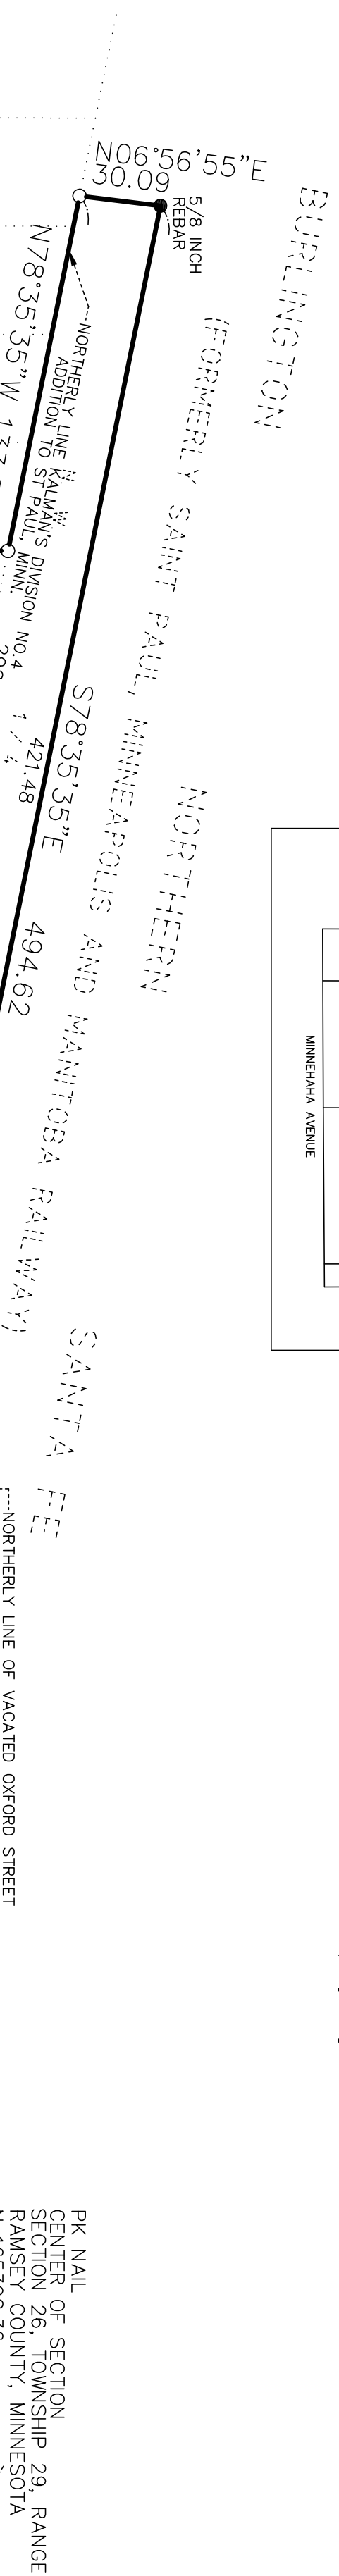 BURLINGTON
NORTHERN
SANTA FE
(FORMERLY SAINT PAUL, MINNEAPOLIS AND MANITOBA RAILWAY)
N06°56'55"E
30.09
5/8 INCH
REBAR
S78°35'35"E
494.62
421.48
NORTHERLY LINE KALMAN'S DIVISION NO.4
ADDITION TO ST PAUL, MINN.
N78°35'35"W
MINNEHAHA AVENUE
NORTHERLY LINE OF VACATED OXFORD STREET
PK NAIL
CENTER OF SECTION
SECTION 26, TOWNSHIP 29, RANGE
RAMSEY COUNTY, MINNESOTA